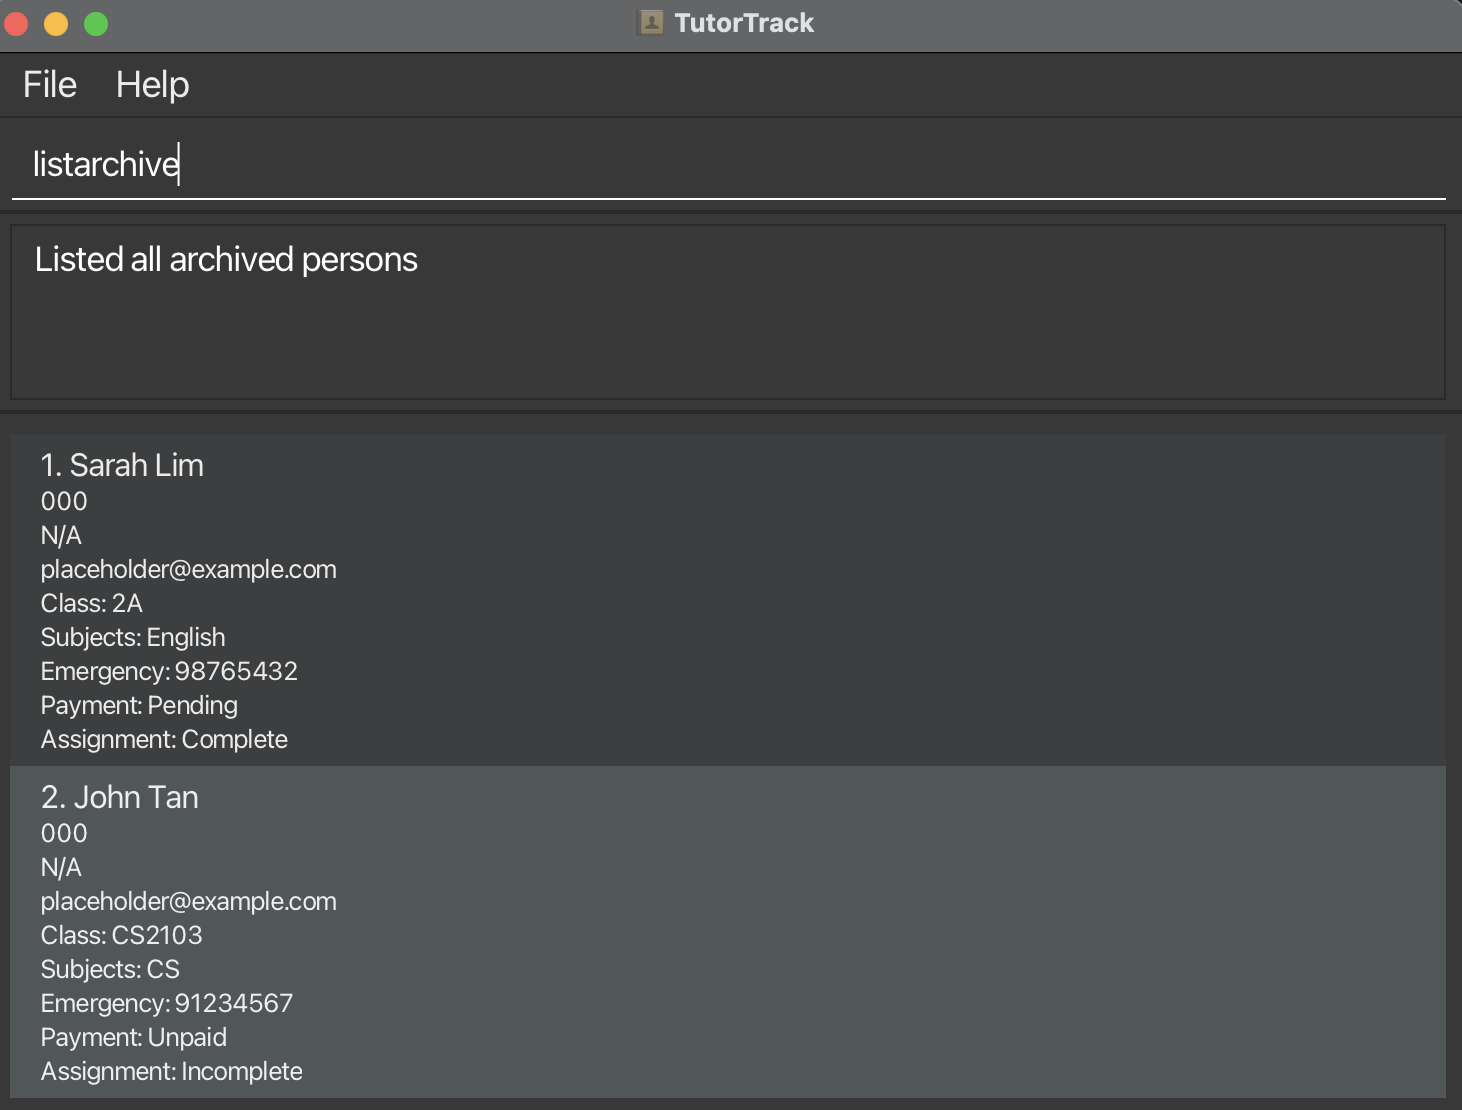 TutorTrack
File Help
listarchive
Listed all archived persons
1. Sarah Lim
000
N/A
placeholder@example.com
Class: 2A
Subjects: English
Emergency: 98765432
Payment: Pending
Assignment: Complete
2. John Tan
000
N/A
placeholder@example.com
Class: CS2103
Subjects: CS
Emergency: 91234567
Payment: Unpaid
Assignment: Incomplete